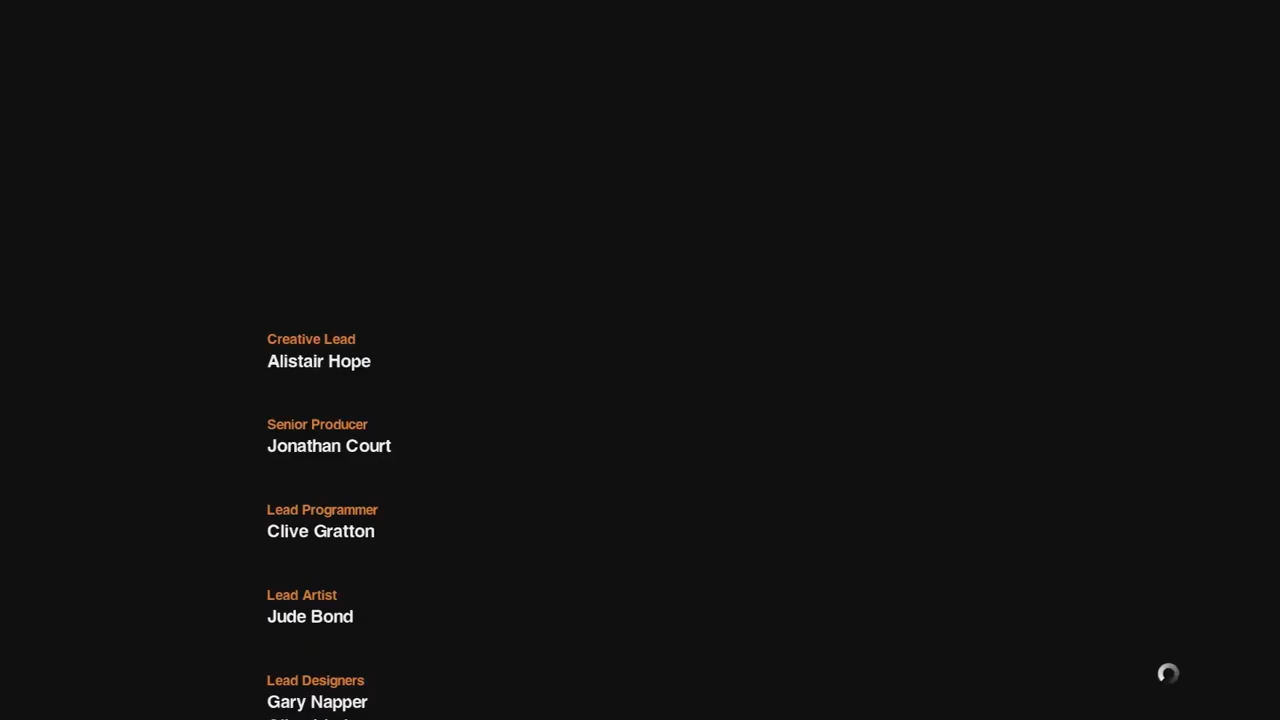 Creative Lead
Alistair Hope
Senior Producer
Jonathan Court
Lead Programmer
Clive Gratton
Lead Artist
Jude Bond
Lead Designers
Gary Napper